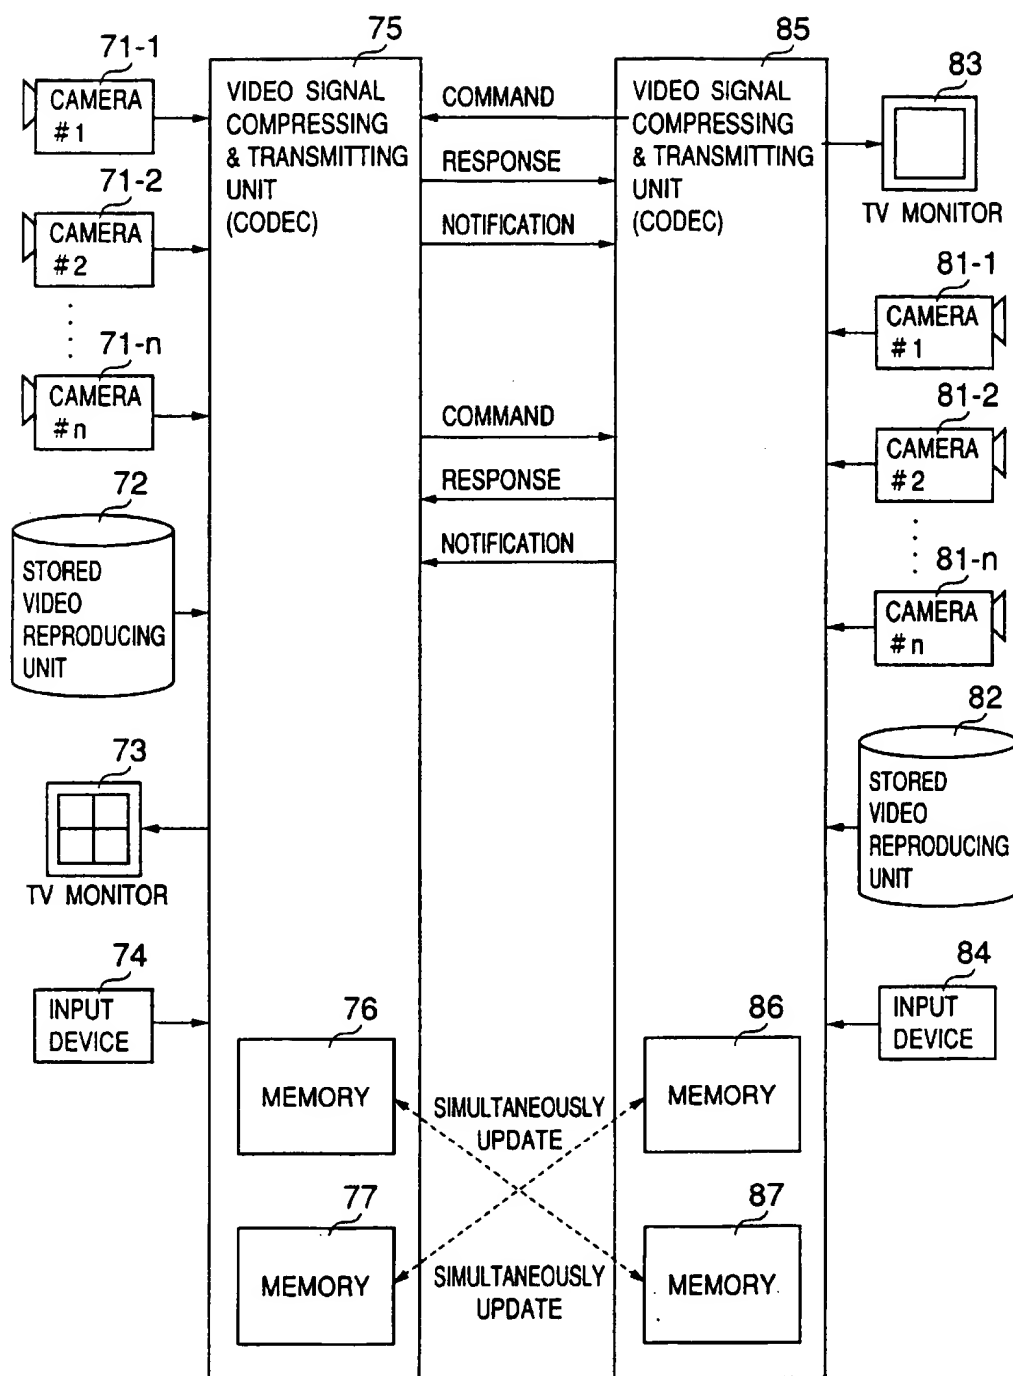 75
85
71-1
CAMERA
#1
VIDEO SIGNAL
COMPRESSING
& TRANSMITTING
UNIT
(CODEC)
COMMAND
RESPONSE
NOTIFICATION
VIDEO SIGNAL
COMPRESSING
& TRANSMITTING
UNIT
(CODEC)
83
TV MONITOR
71-2
CAMERA
#2
81-1
CAMERA
#1
71-n
CAMERA
#n
COMMAND
RESPONSE
NOTIFICATION
81-2
CAMERA
#2
72
STORED
VIDEO
REPRODUCING
UNIT
81-n
CAMERA
#n
73
TV MONITOR
82
STORED
VIDEO
REPRODUCING
UNIT
74
INPUT
DEVICE
84
INPUT
DEVICE
76
MEMORY
86
MEMORY
SIMULTANEOUSLY
UPDATE
77
MEMORY
87
MEMORY
SIMULTANEOUSLY
UPDATE